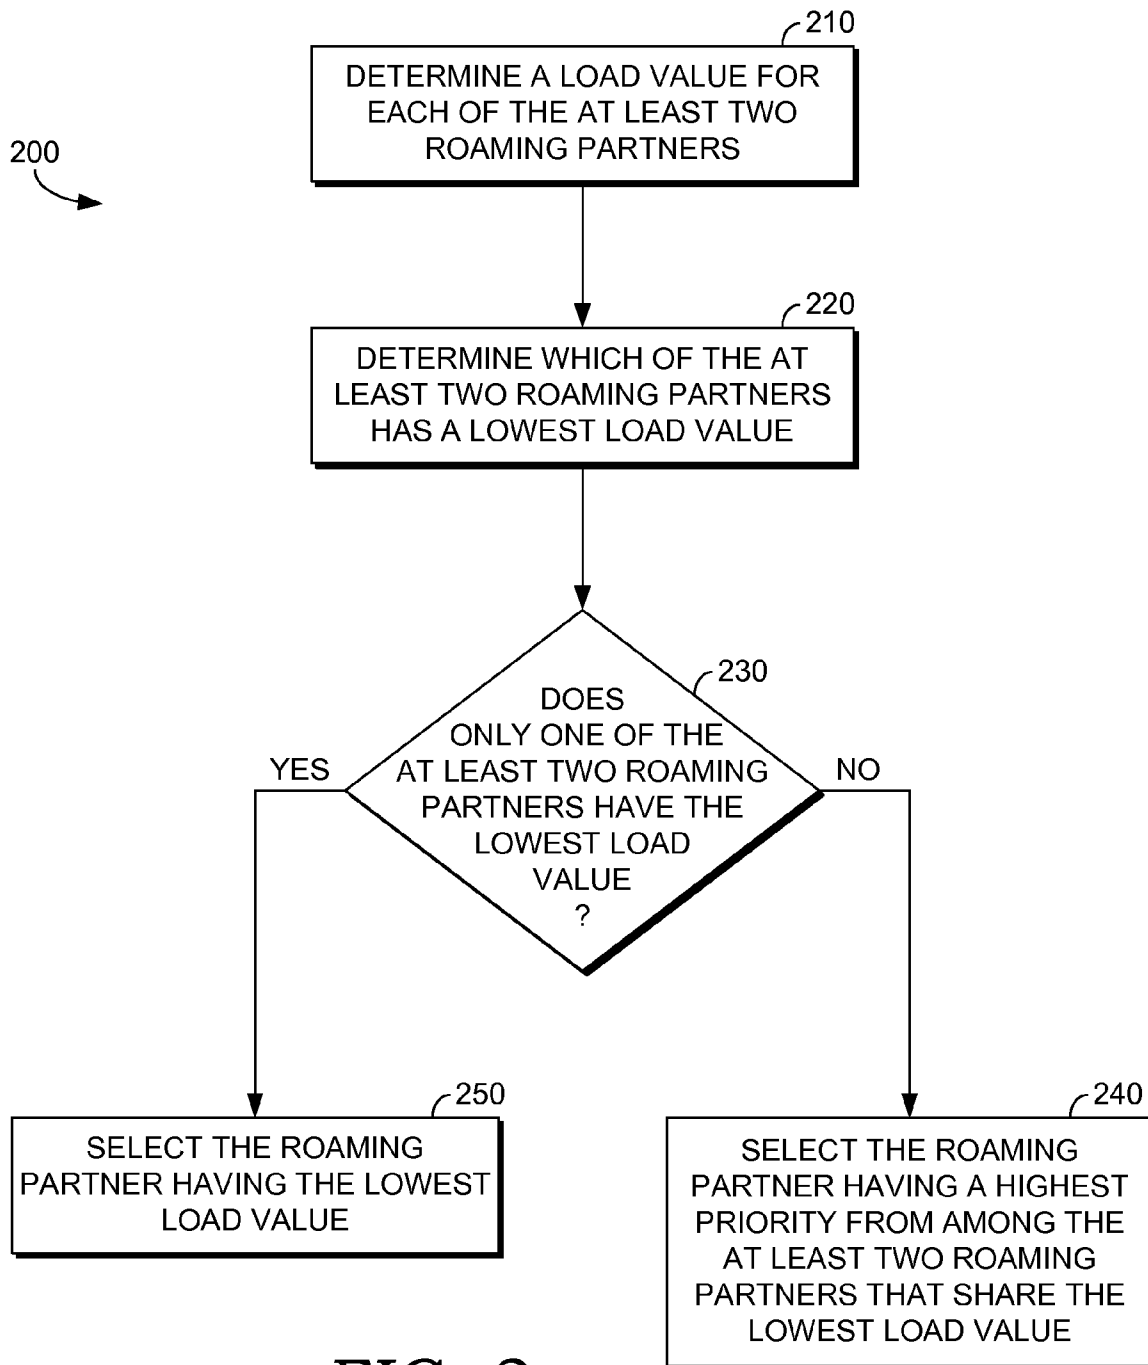 210
DETERMINE A LOAD VALUE FOR
EACH OF THE AT LEAST TWO
ROAMING PARTNERS
200
220
DETERMINE WHICH OF THE AT
LEAST TWO ROAMING PARTNERS
HAS A LOWEST LOAD VALUE
230
DOES
ONLY ONE OF THE
AT LEAST TWO ROAMING
PARTNERS HAVE THE
LOWEST LOAD
VALUE
?
YES
NO
250
SELECT THE ROAMING
PARTNER HAVING THE LOWEST
LOAD VALUE
240
SELECT THE ROAMING
PARTNER HAVING A HIGHEST
PRIORITY FROM AMONG THE
AT LEAST TWO ROAMING
PARTNERS THAT SHARE THE
LOWEST LOAD VALUE